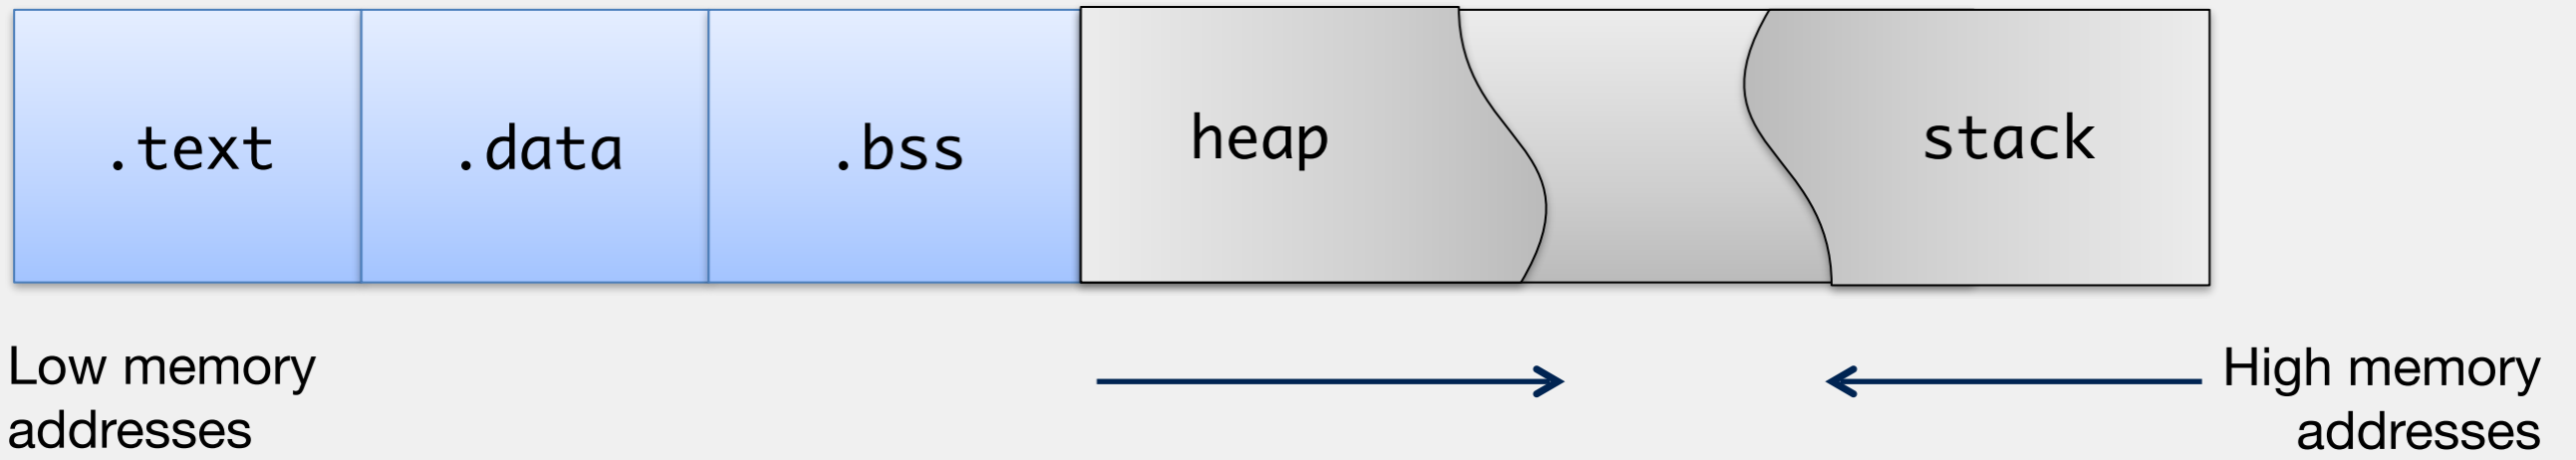 .text
.data
.bss
heap
stack
Low memory
addresses
High memory
addresses